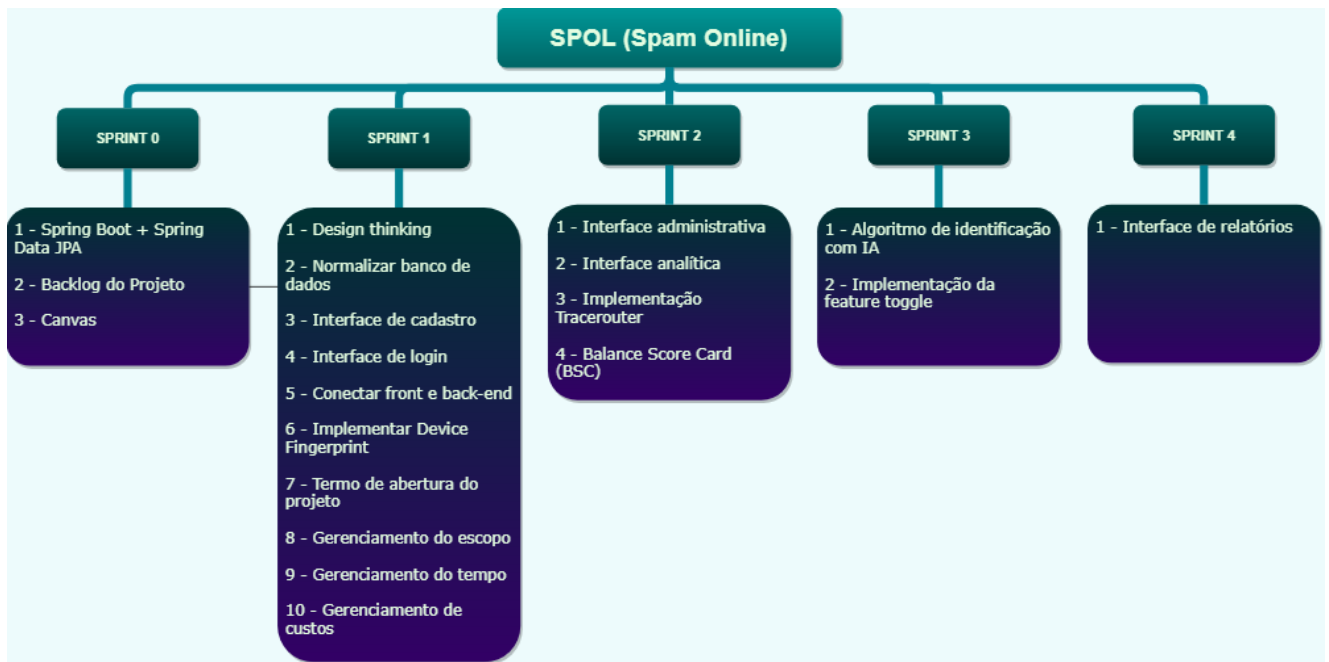 SPOL (Spam Online)
SPRINT 0
SPRINT 1
SPRINT 2
SPRINT 3
SPRINT 4
1 - Spring Boot + Spring
Data JPA
2 - Backlog do Projeto
3 - Canvas
1 - Design thinking
2 - Normalizar banco de
dados
3 - Interface de cadastro
4 - Interface de login
5 - Conectar front e back-end
6 - Implementar Device
Fingerprint
7 - Termo de abertura do
projeto
8 - Gerenciamento do escopo
9 - Gerenciamento do tempo
10 - Gerenciamento de
custos
1 - Interface administrativa
2 - Interface analítica
3 - Implementação
Tracerouter
4 - Balance Score Card
(BSC)
1 - Algoritmo de identificação
com IA
2 - Implementação da
feature toggle
1 - Interface de relatórios